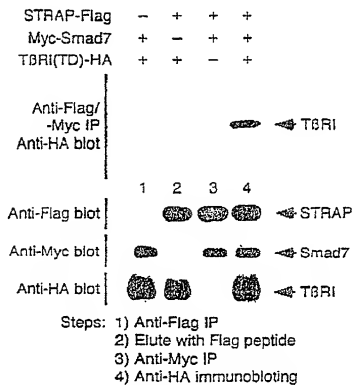 STRAP-Flag - + + +
Myc-Smad7 + - + +
TβRI(TD)-HA + + - +
Anti-Flag/
-Myc IP
Anti-HA blot
TβRI
1 2 3 4
Anti-Flag blot STRAP
Anti-Myc blot Smad7
Anti-HA blot TβRI
Steps: 1) Anti-Flag IP
2) Elute with Flag peptide
3) Anti-Myc IP
4) Anti-HA immunobloting